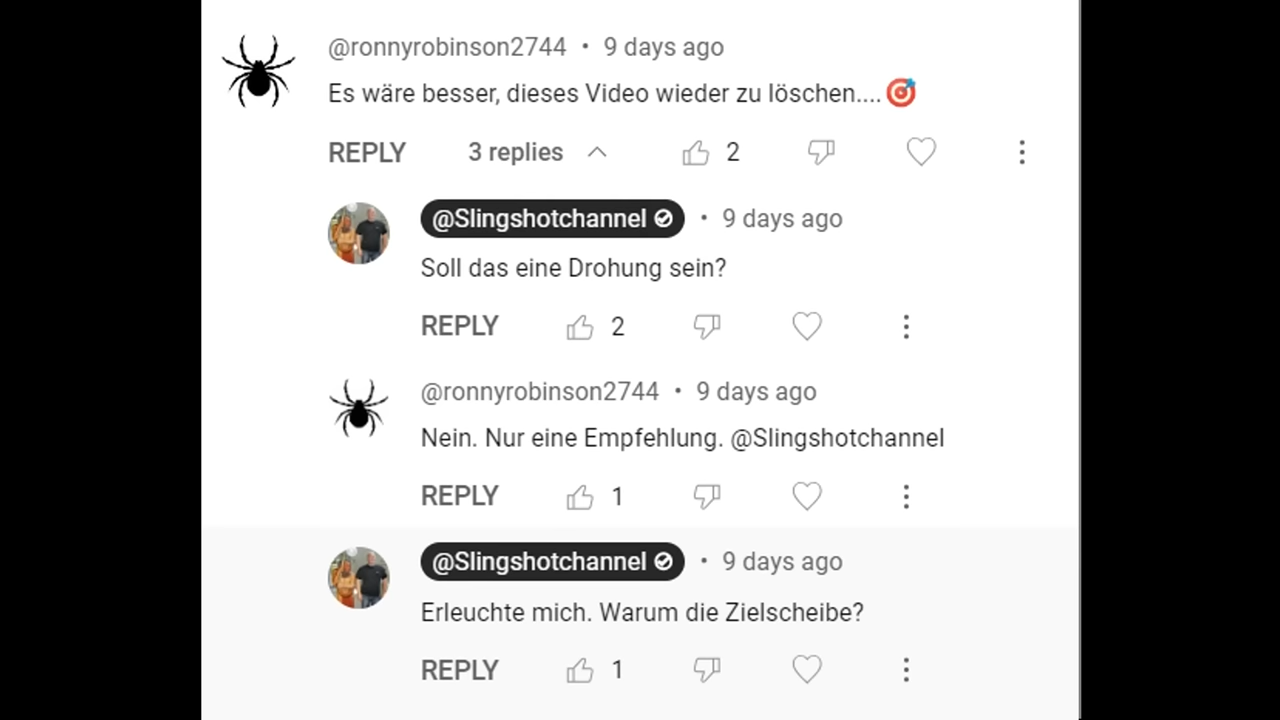 @ronnyrobinson2744 • 9 days ago
Es wäre besser, dieses Video wieder zu löschen....🎯
REPLY 3 replies 2
@Slingshotchannel • 9 days ago
Soll das eine Drohung sein?
REPLY 2
@ronnyrobinson2744 • 9 days ago
Nein. Nur eine Empfehlung. @Slingshotchannel
REPLY 1
@Slingshotchannel • 9 days ago
Erleuchte mich. Warum die Zielscheibe?
REPLY 1